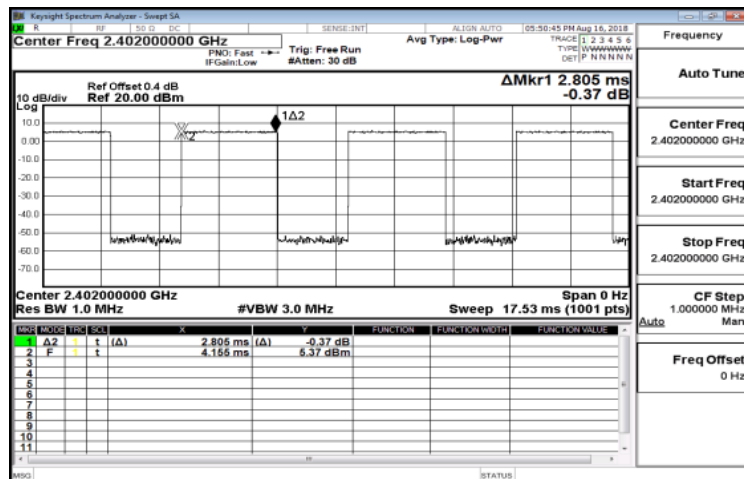 Keysight Spectrum Analyzer - Swept SA
R RF 50 Ω DC SENSE:INT ALIGN AUTO 05:50:45 PM Aug 16, 2018
Center Freq 2.402000000 GHz
PNO: Fast
IFGain:Low
Trig: Free Run
#Atten: 30 dB
Avg Type: Log-Pwr
TRACE 1 2 3 4 5 6
TYPE WWWWWW
DET P N N N N N
Ref Offset 0.4 dB
Ref 20.00 dBm
10 dB/div
Log
ΔMkr1 2.805 ms
-0.37 dB
10.0
0.00
-10.0
-20.0
-30.0
-40.0
-50.0
-60.0
-70.0
1Δ2
2
Center 2.402000000 GHz
Span 0 Hz
Res BW 1.0 MHz
#VBW 3.0 MHz
Sweep 17.53 ms (1001 pts)
MKR MODE TRC SCL X Y FUNCTION FUNCTION WIDTH FUNCTION VALUE
1 Δ2 1 t (Δ) 2.805 ms (Δ) -0.37 dB
2 F 1 t 4.155 ms 5.37 dBm
3
4
5
6
7
8
9
10
11
MSG
STATUS
Frequency
Auto Tune
Center Freq
2.402000000 GHz
Start Freq
2.402000000 GHz
Stop Freq
2.402000000 GHz
CF Step
1.000000 MHz
Auto Man
Freq Offset
0 Hz